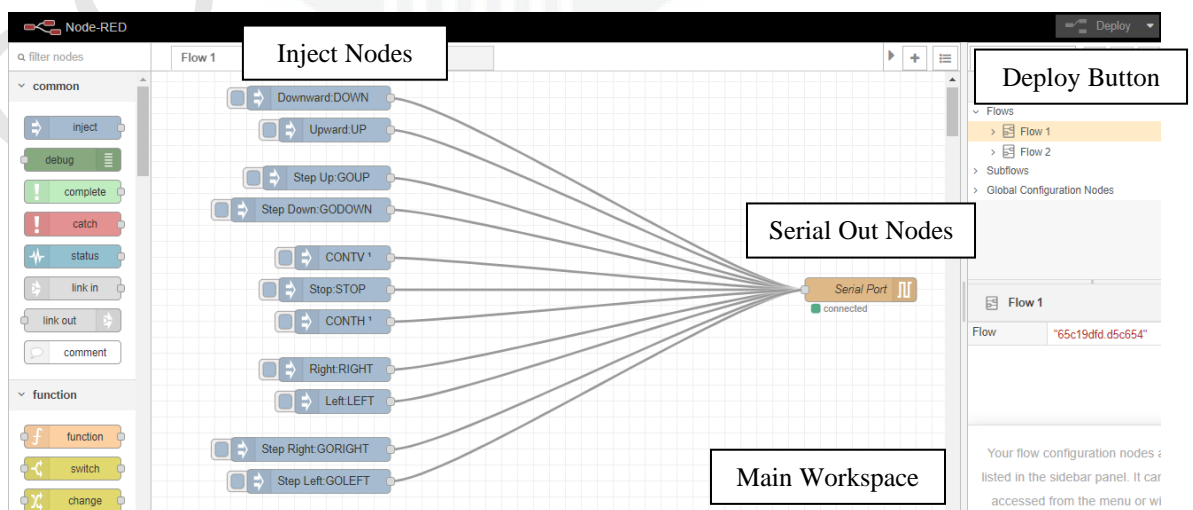 Node-RED
Deploy
filter nodes
Flow 1
Inject Nodes
Deploy Button
common
inject
debug
complete
catch
status
link in
link out
comment
function
function
switch
change
Downward:DOWN
Upward:UP
Step Up:GOUP
Step Down:GODOWN
CONTV ¹
Stop:STOP
CONTH ¹
Right:RIGHT
Left:LEFT
Step Right:GORIGHT
Step Left:GOLEFT
Serial Out Nodes
Serial Port
connected
Main Workspace
Flows
Flow 1
Flow 2
Subflows
Global Configuration Nodes
Flow 1
Flow "65c19dfd.d5c654"
Your flow configuration nodes a
listed in the sidebar panel. It can
accessed from the menu or wi